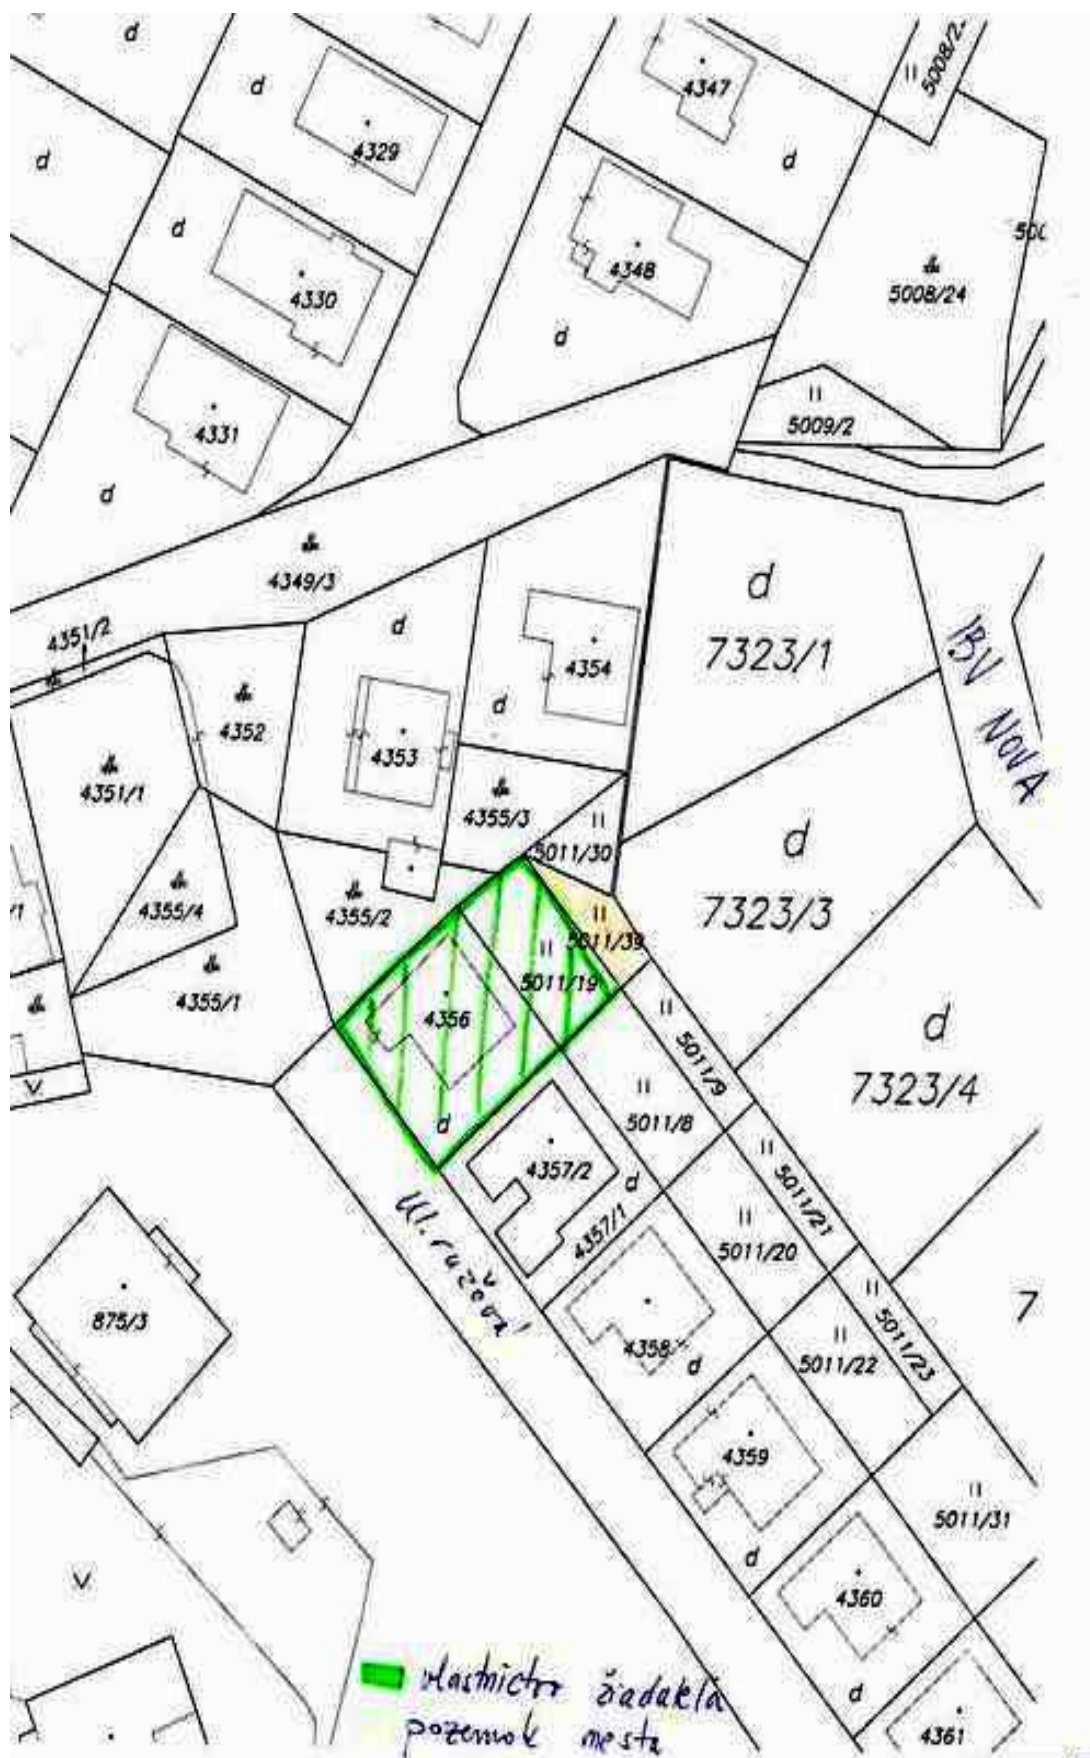 d
5008/2
4347
d
4329
d
d
d
500
4348
5008/24
4330
d
5009/2
4331
d
4349/3
d
7323/1
IBV NOVÁ
4351/2
d
4354
d
4352
4353
4351/1
4355/3
d
7323/3
5011/30
4355/4
4355/2
5011/39
5011/19
4355/1
4356
d
7323/4
5011/9
V
5011/8
d
4357/2
d
5011/21
4357/1
5011/20
Ul. ružová
875/3
7
5011/23
4358
d
5011/22
4359
5011/31
d
V
4360
d
4361
vlastníctvo žiadateľa
pozemok mesta